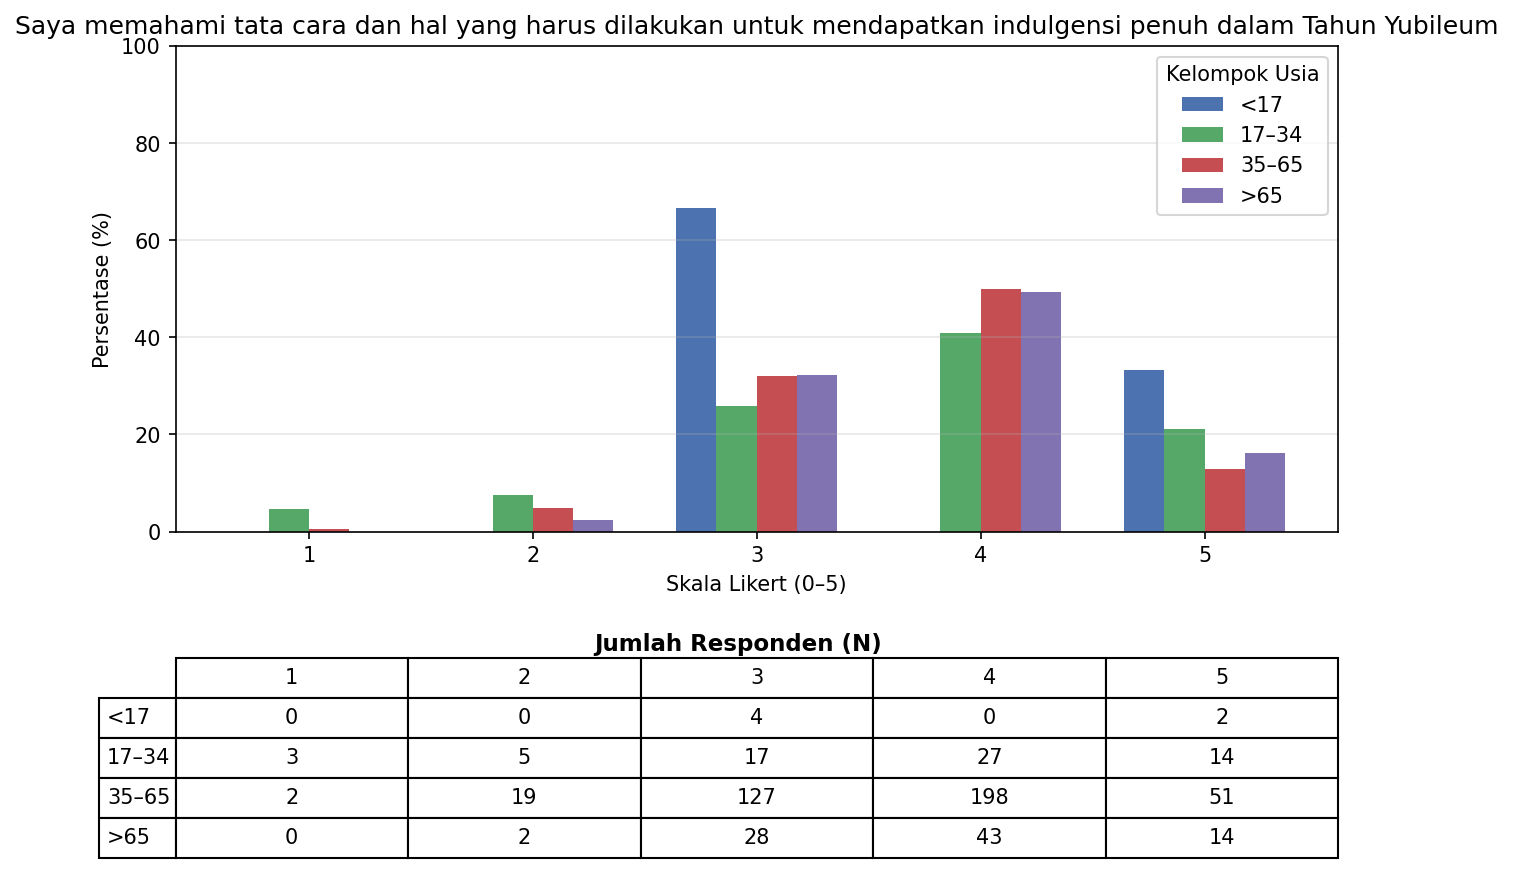 Saya memahami tata cara dan hal yang harus dilakukan untuk mendapatkan indulgensi penuh dalam Tahun Yubileum
100
80
60
40
20
0
Persentase (%)
Kelompok Usia
<17
17–34
35–65
>65
1 2 3 4 5
Skala Likert (0–5)
Jumlah Responden (N)
1 2 3 4 5
<17 0 0 4 0 2
17–34 3 5 17 27 14
35–65 2 19 127 198 51
>65 0 2 28 43 14